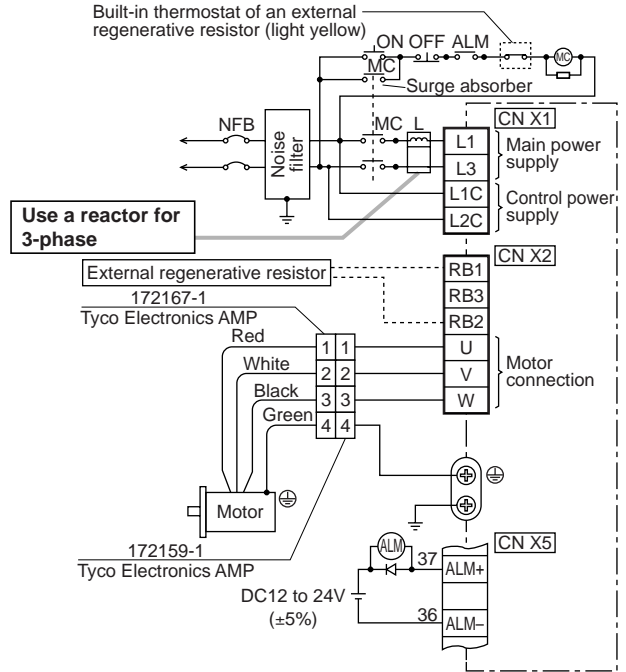 Built-in thermostat of an external
regenerative resistor (light yellow)
ON OFF ALM
MC
MC
Surge absorber
NFB
Noise
filter
MC L
CN X1
L1
L3
L1C
L2C
Main power
supply
Control power
supply
Use a reactor for
3-phase
CN X2
External regenerative resistor
RB1
RB3
RB2
U
V
W
Motor
connection
172167-1
Tyco Electronics AMP
Red
White
Black
Green
1 1
2 2
3 3
4 4
Motor
172159-1
Tyco Electronics AMP
CN X5
ALM
37
ALM+
DC12 to 24V
(±5%)
36
ALM–